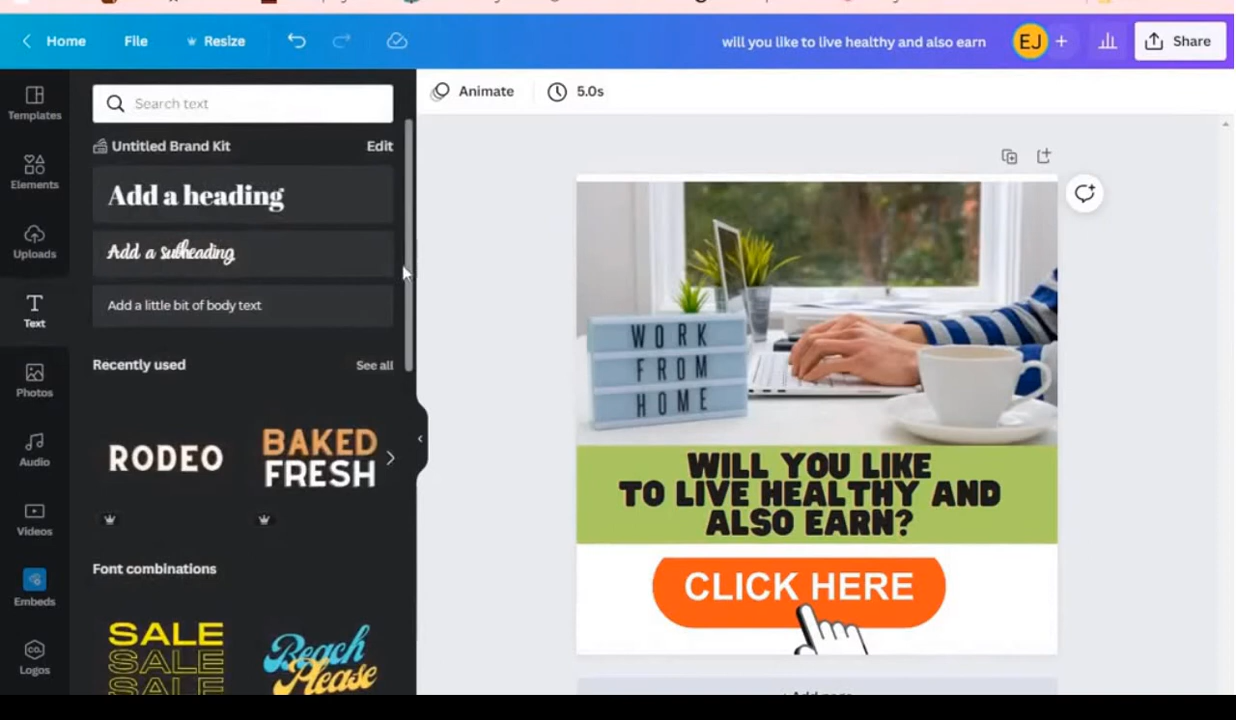 Home File Resize will you like to live healthy and also earn EJ + Share
Templates
Elements
Uploads
Text
Photos
Audio
Videos
Embeds
Logos
Search text
Untitled Brand Kit Edit
Add a heading
Add a subheading
Add a little bit of body text
Recently used See all
RODEO
BAKED
FRESH
Font combinations
SALE
SALE
SALE
Beach
Please
Animate 5.0s
WORK
FROM
HOME
WILL YOU LIKE
TO LIVE HEALTHY AND
ALSO EARN?
CLICK HERE
co.